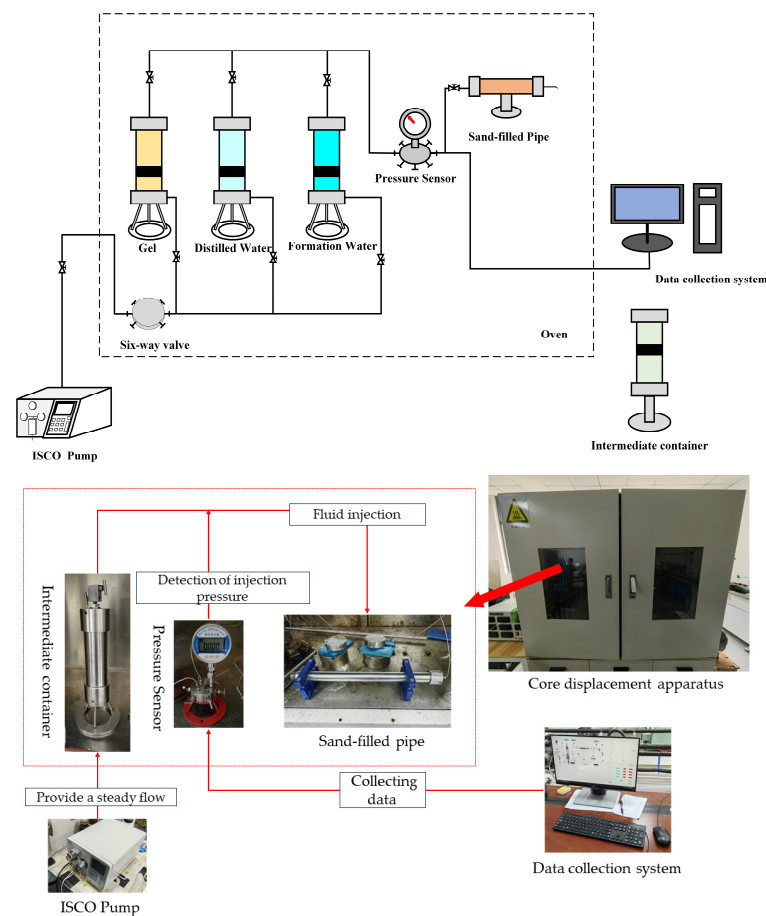 Sand-filled Pipe
Pressure Sensor
Gel
Distilled Water
Formation Water
Data collection system
Oven
Six-way valve
Intermediate container
ISCO Pump
Fluid injection
Detection of injection
pressure
Intermediate container
Pressure Sensor
Core displacement apparatus
Sand-filled pipe
Collecting
data
Provide a steady flow
Data collection system
ISCO Pump